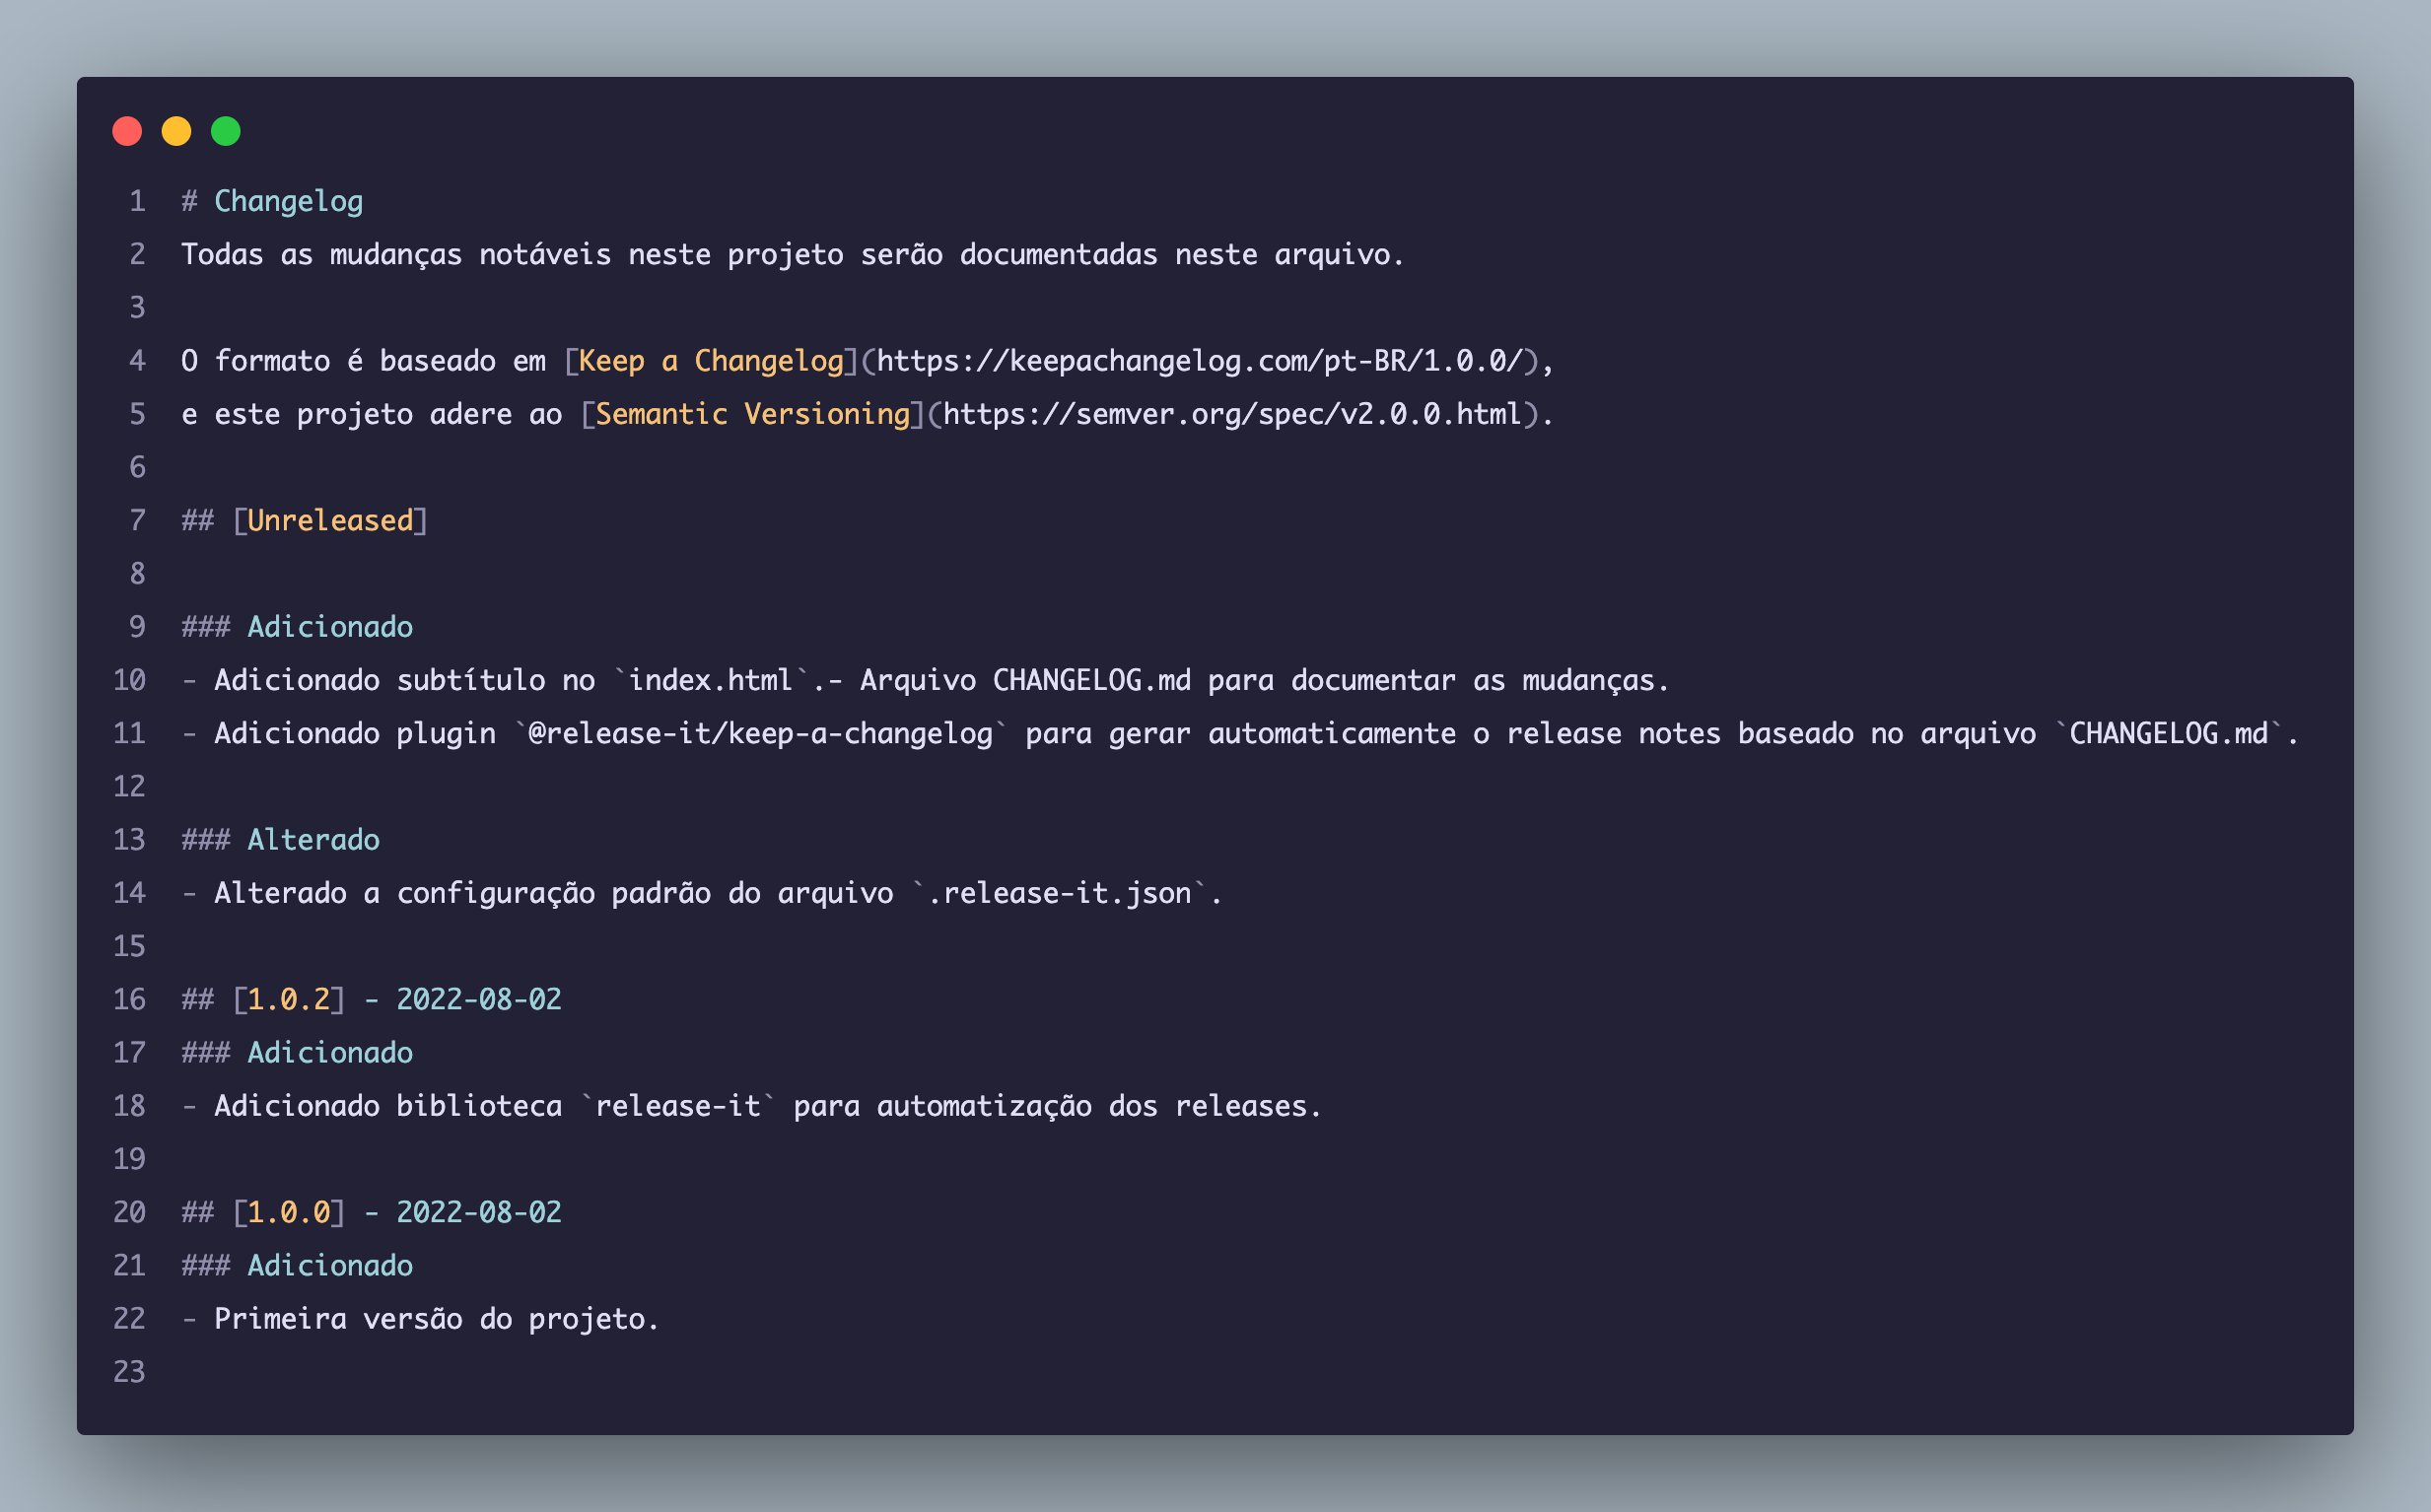 1 # Changelog
2 Todas as mudanças notáveis neste projeto serão documentadas neste arquivo.
3
4 O formato é baseado em [Keep a Changelog](https://keepachangelog.com/pt-BR/1.0.0/),
5 e este projeto adere ao [Semantic Versioning](https://semver.org/spec/v2.0.0.html).
6
7 ## [Unreleased]
8
9 ### Adicionado
10 - Adicionado subtítulo no `index.html`.- Arquivo CHANGELOG.md para documentar as mudanças.
11 - Adicionado plugin `@release-it/keep-a-changelog` para gerar automaticamente o release notes baseado no arquivo `CHANGELOG.md`.
12
13 ### Alterado
14 - Alterado a configuração padrão do arquivo `.release-it.json`.
15
16 ## [1.0.2] - 2022-08-02
17 ### Adicionado
18 - Adicionado biblioteca `release-it` para automatização dos releases.
19
20 ## [1.0.0] - 2022-08-02
21 ### Adicionado
22 - Primeira versão do projeto.
23